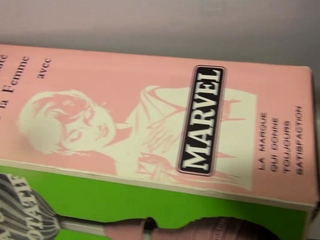 la Femme
avec
MARVEL
LA MARQUE
QUI DONNE
TOUJOURS
SATISFACTION